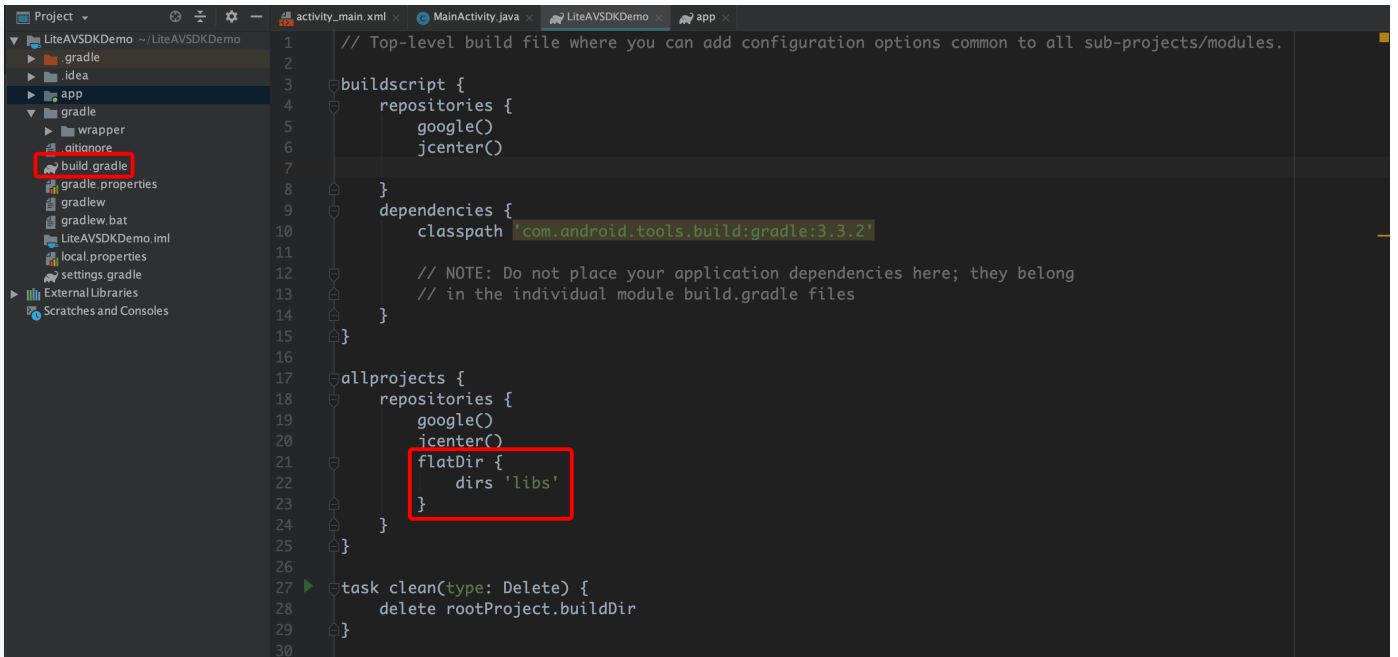 Project
activity_main.xml
MainActivity.java
LiteAVSDKDemo
app
LiteAVSDKDemo ~/LiteAVSDKDemo
.gradle
.idea
app
gradle
wrapper
.gitignore
build.gradle
gradle.properties
gradlew
gradlew.bat
LiteAVSDKDemo.iml
local.properties
settings.gradle
External Libraries
Scratches and Consoles
1 // Top-level build file where you can add configuration options common to all sub-projects/modules.
2
3 buildscript {
4 repositories {
5 google()
6 jcenter()
7
8 }
9 dependencies {
10 classpath 'com.android.tools.build:gradle:3.3.2'
11
12 // NOTE: Do not place your application dependencies here; they belong
13 // in the individual module build.gradle files
14 }
15 }
16
17 allprojects {
18 repositories {
19 google()
20 jcenter()
21 flatDir {
22 dirs 'libs'
23 }
24 }
25 }
26
27 task clean(type: Delete) {
28 delete rootProject.buildDir
29 }
30